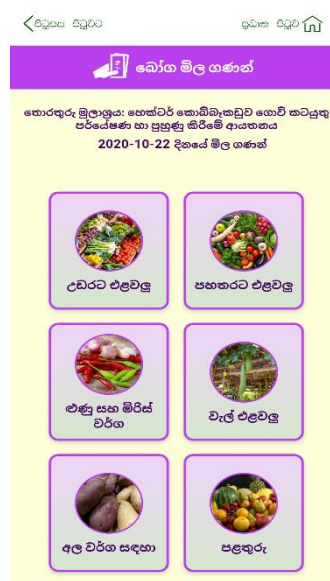 පිටුපස පිටුවට
ප්‍රධාන පිටුව
බෝග මිල ගණන්
තොරතුරු මුලාශ්‍රය: හෙක්ටර් කොබ්බෑකඩුව ගොවි කටයුතු
පර්යේෂණ හා පුහුණු කිරීමේ ආයතනය
2020-10-22 දිනයේ මිල ගණන්
උඩරට එළවලු
පහතරට එළවලු
ළුණු සහ මිරිස්
වර්ග
වැල් එළවලු
අල වර්ග සඳහා
පළතුරු